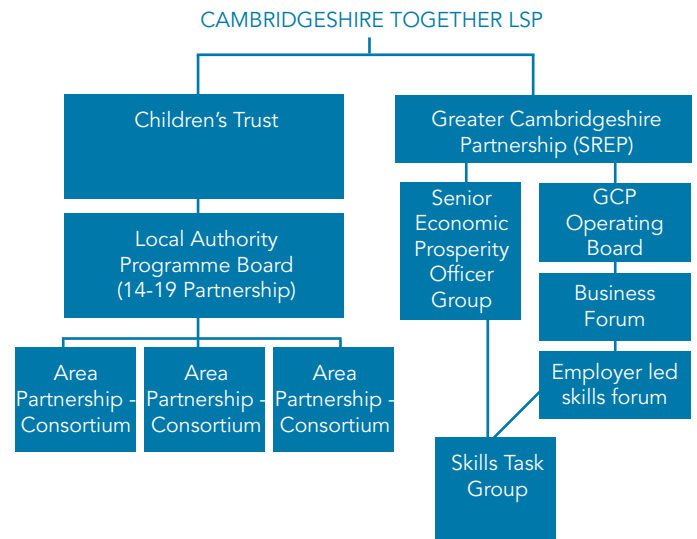 CAMBRIDGESHIRE TOGETHER LSP
Children’s Trust
Greater Cambridgeshire
Partnership (SREP)
Local Authority
Programme Board
(14-19 Partnership)
Senior
Economic
Prosperity
Officer
Group
GCP
Operating
Board
Business
Forum
Employer led
skills forum
Area
Partnership -
Consortium
Area
Partnership -
Consortium
Area
Partnership -
Consortium
Skills Task
Group